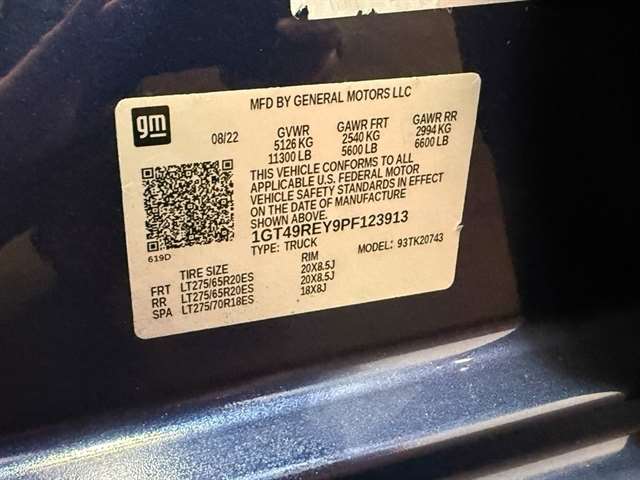 MFD BY GENERAL MOTORS LLC
gm
08/22 GVWR GAWR FRT GAWR RR
5126 KG 2540 KG 2994 KG
11300 LB 5600 LB 6600 LB
THIS VEHICLE CONFORMS TO ALL
APPLICABLE U.S. FEDERAL MOTOR
VEHICLE SAFETY STANDARDS IN EFFECT
ON THE DATE OF MANUFACTURE
SHOWN ABOVE.
1GT49REY9PF123913
619D TYPE: TRUCK MODEL: 93TK20743
TIRE SIZE RIM
FRT LT275/65R20ES 20X8.5J
RR LT275/65R20ES 20X8.5J
SPA LT275/70R18ES 18X8J